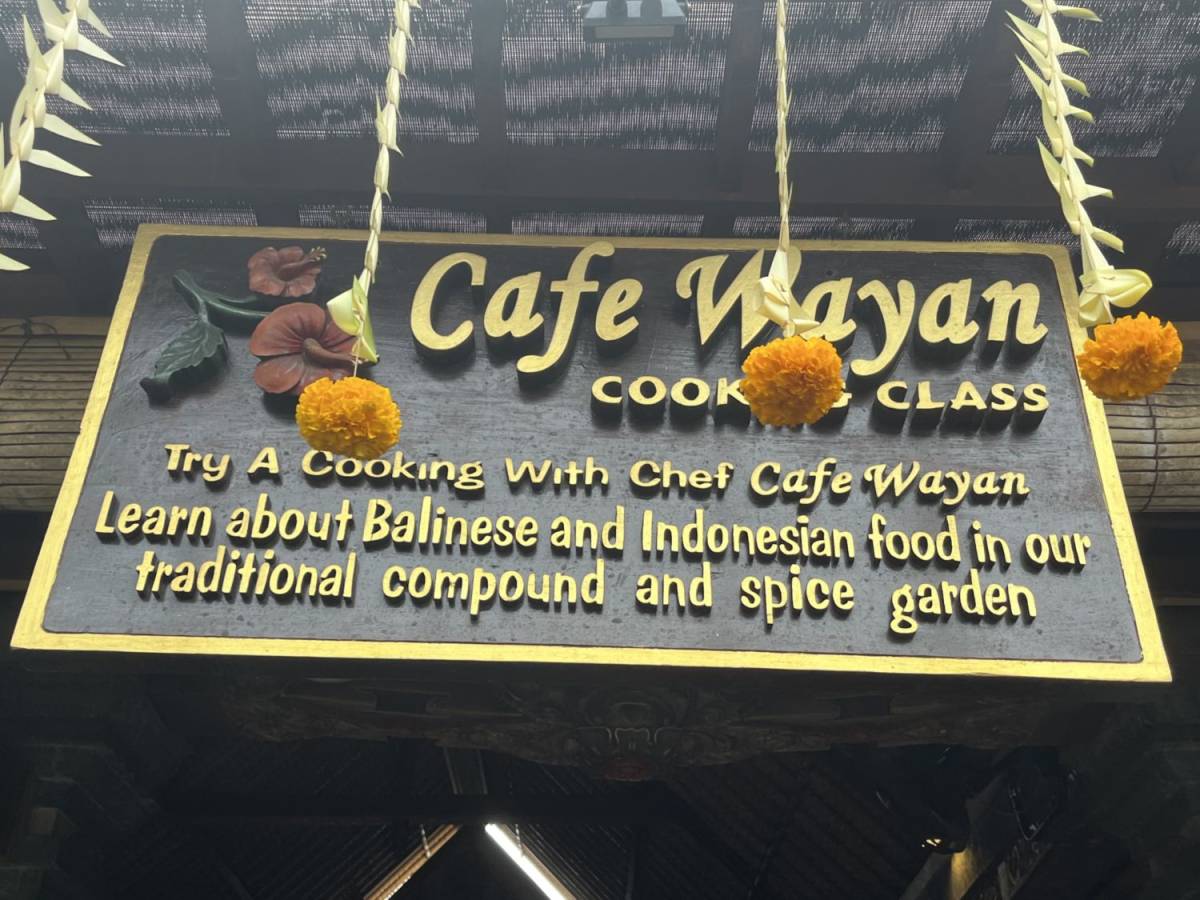 Cafe Wayan
COOKING CLASS
Try A Cooking With Chef Cafe Wayan
Learn about Balinese and Indonesian food in our
traditional compound and spice garden